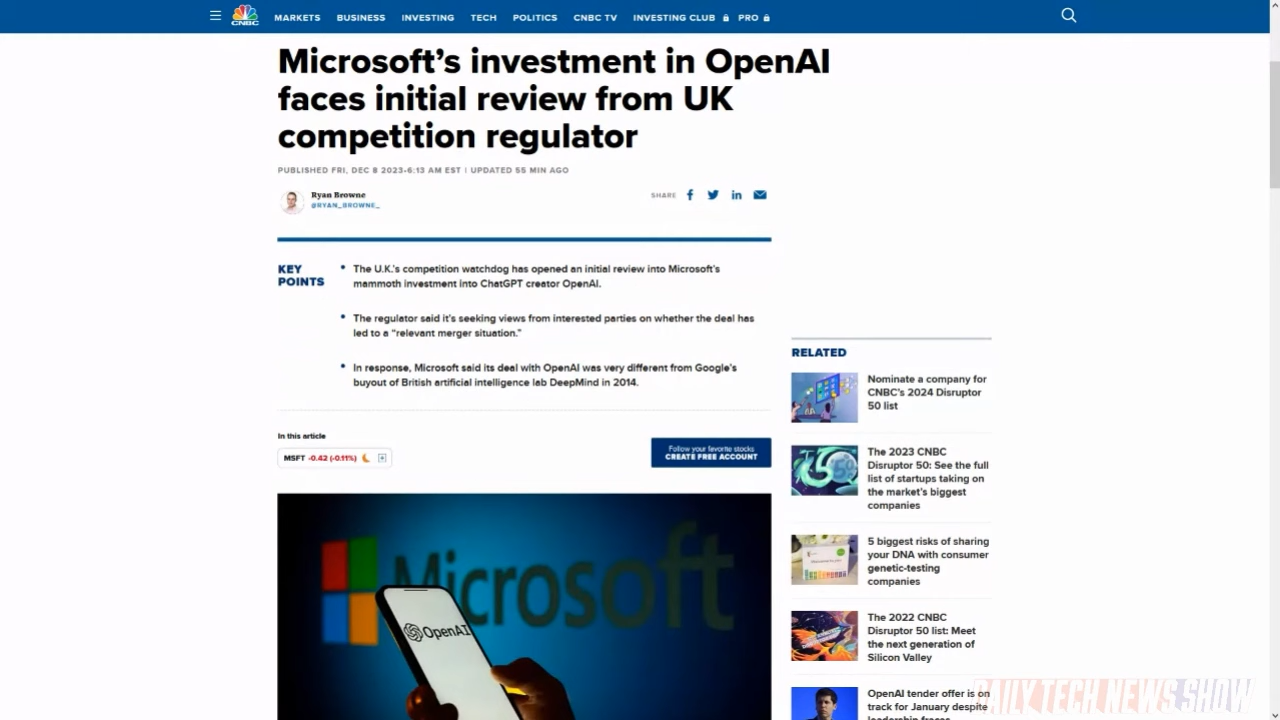 CNBC
MARKETS BUSINESS INVESTING TECH POLITICS CNBC TV INVESTING CLUB PRO
Microsoft’s investment in OpenAI
faces initial review from UK
competition regulator
PUBLISHED FRI, DEC 8 2023-6:13 AM EST | UPDATED 55 MIN AGO
Ryan Browne
@RYAN_BROWNE_
SHARE
KEY
POINTS
• The U.K.’s competition watchdog has opened an initial review into Microsoft’s
mammoth investment into ChatGPT creator OpenAI.
• The regulator said it’s seeking views from interested parties on whether the deal has
led to a “relevant merger situation.”
• In response, Microsoft said its deal with OpenAI was very different from Google’s
buyout of British artificial intelligence lab DeepMind in 2014.
In this article
MSFT -0.42 (-0.11%)
Follow your favorite stocks
CREATE FREE ACCOUNT
Microsoft
OpenAI
RELATED
Nominate a company for
CNBC’s 2024 Disruptor
50 list
The 2023 CNBC
Disruptor 50: See the full
list of startups taking on
the market’s biggest
companies
5 biggest risks of sharing
your DNA with consumer
genetic-testing
companies
The 2022 CNBC
Disruptor 50 list: Meet
the next generation of
Silicon Valley
OpenAI tender offer is on
track for January despite
leadership fracas
DAILY TECH NEWS SHOW